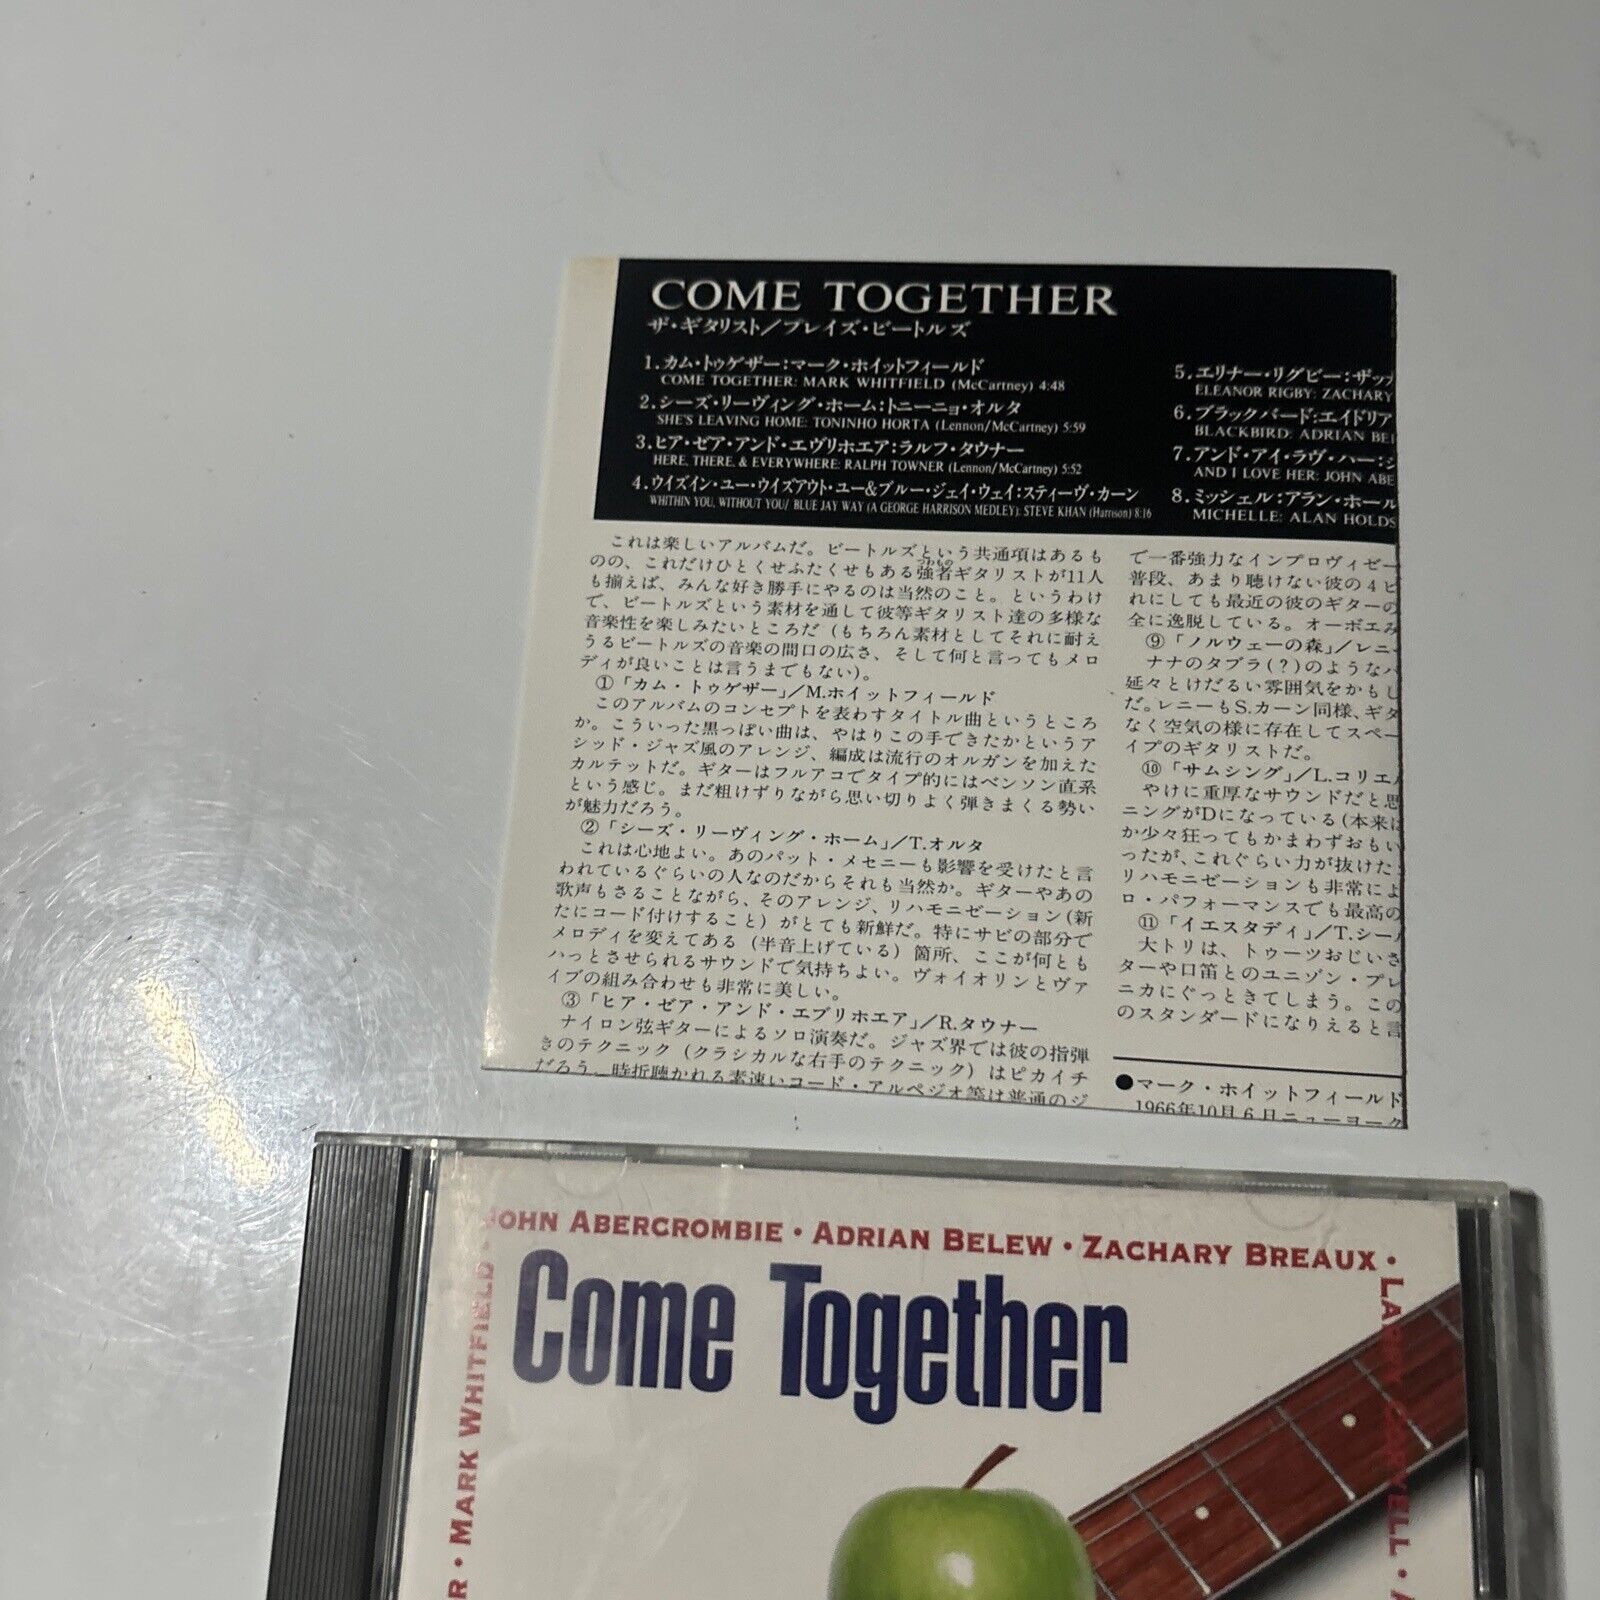 COME TOGETHER
ザ・ギタリスト／プレイズ・ビートルズ
1.カム・トゥゲザー:マーク・ホイットフィールド
COME TOGETHER: MARK WHITFIELD (McCartney) 4:48
2.シーズ・リーヴィング・ホーム:トニーニョ・オルタ
SHE'S LEAVING HOME: TONINHO HORTA (Lennon/McCartney) 5:59
3.ヒア・ゼア・アンド・エヴリホエア:ラルフ・タウナー
HERE, THERE, & EVERYWHERE: RALPH TOWNER (Lennon/McCartney) 5:52
4.ウイズイン・ユー・ウイズアウト・ユー&ブルー・ジェイ・ウェイ:スティーヴ・カーン
WHITHIN YOU, WITHOUT YOU/ BLUE JAY WAY (A GEORGE HARRISON MEDLEY): STEVE KHAN (Harrison) 8:16
5.エリナー・リグビー:ザッ
ELEANOR RIGBY: ZACHARY
6.ブラックバード:エイドリア
BLACKBIRD: ADRIAN BE
7.アンド・アイ・ラヴ・ハー:
AND I LOVE HER: JOHN ABE
8.ミッシェル:アラン・ホール
MICHELLE: ALAN HOLDS
これは楽しいアルバムだ。ビートルズという共通項はあるも
のの、これだけひとくせふたくせもある強者ギタリストが11人
も揃えば、みんな好き勝手にやるのは当然のこと。というわけ
で、ビートルズという素材を通して彼等ギタリスト達の多様な
音楽性を楽しみたいところだ（もちろん素材としてそれに耐え
うるビートルズの音楽の間口の広さ、そして何と言ってもメロ
ディが良いことは言うまでもない)。
①「カム・トゥゲザー」／M.ホイットフィールド
このアルバムのコンセプトを表わすタイトル曲というところ
か。こういった黒っぽい曲は、やはりこの手できたかというア
シッド・ジャズ風のアレンジ、編成は流行のオルガンを加えた
カルテットだ。ギターはフルアコでタイプ的にはベンソン直系
という感じ。まだ粗けずりながら思い切りよく弾きまくる勢い
が魅力だろう。
②「シーズ・リーヴィング・ホーム」／T.オルタ
これは心地よい。あのパット・メセニーも影響を受けたと言
われているぐらいの人なのだからそれも当然か。ギターやあの
歌声もさることながら、そのアレンジ、リハモニゼーション(新
たにコード付けすること）がとても新鮮だ。特にサビの部分で
メロディを変えてある（半音上げている）箇所、ここが何とも
ハっとさせられるサウンドで気持ちよい。ヴォイオリンとヴァ
イブの組み合わせも非常に美しい。
③「ヒア・ゼア・アンド・エブリホエア」／R.タウナー
ナイロン弦ギターによるソロ演奏だ。ジャズ界では彼の指弾
きのテクニック（クラシカルな右手のテクニック）はピカイチ
だろう。時折聴かれる素速いコード・アルペジオ等は普通のジ
で一番強力なインプロヴィゼー
普段、あまり聴けない彼の4ピ
れにしても最近の彼のギターの
全に逸脱している。オーボエみ
⑨「ノルウェーの森」／レニー
ナナのタブラ(？)のようなパ
延々とけだるい雰囲気をかもし
だ。レニーもS.カーン同様、ギタ
なく空気の様に存在してスペー
イプのギタリストだ。
⑩「サムシング」／L.コリエル
やけに重厚なサウンドだと思
ニングがDになっている(本来は
か少々狂ってもかまわずおもい
ったが、これぐらい力が抜けた
リハモニゼーションも非常によ
ロ・パフォーマンスでも最高の
⑪「イエスタディ」／T.シー
大トリは、トゥーツおじいさ
ターや口笛とのユニゾン・プレ
ニカにぐっときてしまう。この
のスタンダードになりえると言
●マーク・ホイットフィールド
1966年10月6日ニューヨーク
JOHN ABERCROMBIE • ADRIAN BELEW • ZACHARY BREAUX •
Come Together
R • MARK WHITFIELD